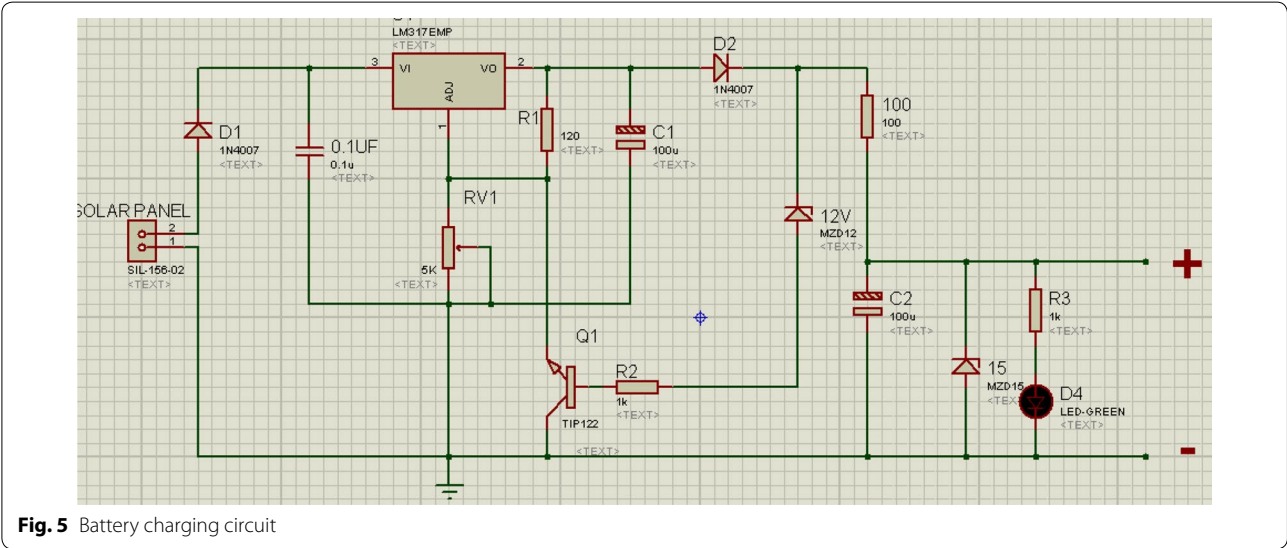 LM317EMP
<TEXT>
3
VI
VO
2
ADJ
1
D2
1N4007
<TEXT>
D1
1N4007
<TEXT>
0.1UF
0.1u
<TEXT>
R1
120
<TEXT>
C1
100u
<TEXT>
100
100
<TEXT>
SOLAR PANEL
2
1
SIL-156-02
<TEXT>
RV1
5K
<TEXT>
12V
MZD12
<TEXT>
C2
100u
<TEXT>
R3
1k
<TEXT>
Q1
TIP122
<TEXT>
R2
1k
<TEXT>
15
MZD15
<TEX
D4
LED-GREEN
<TEXT>
+
-
Fig. 5 Battery charging circuit